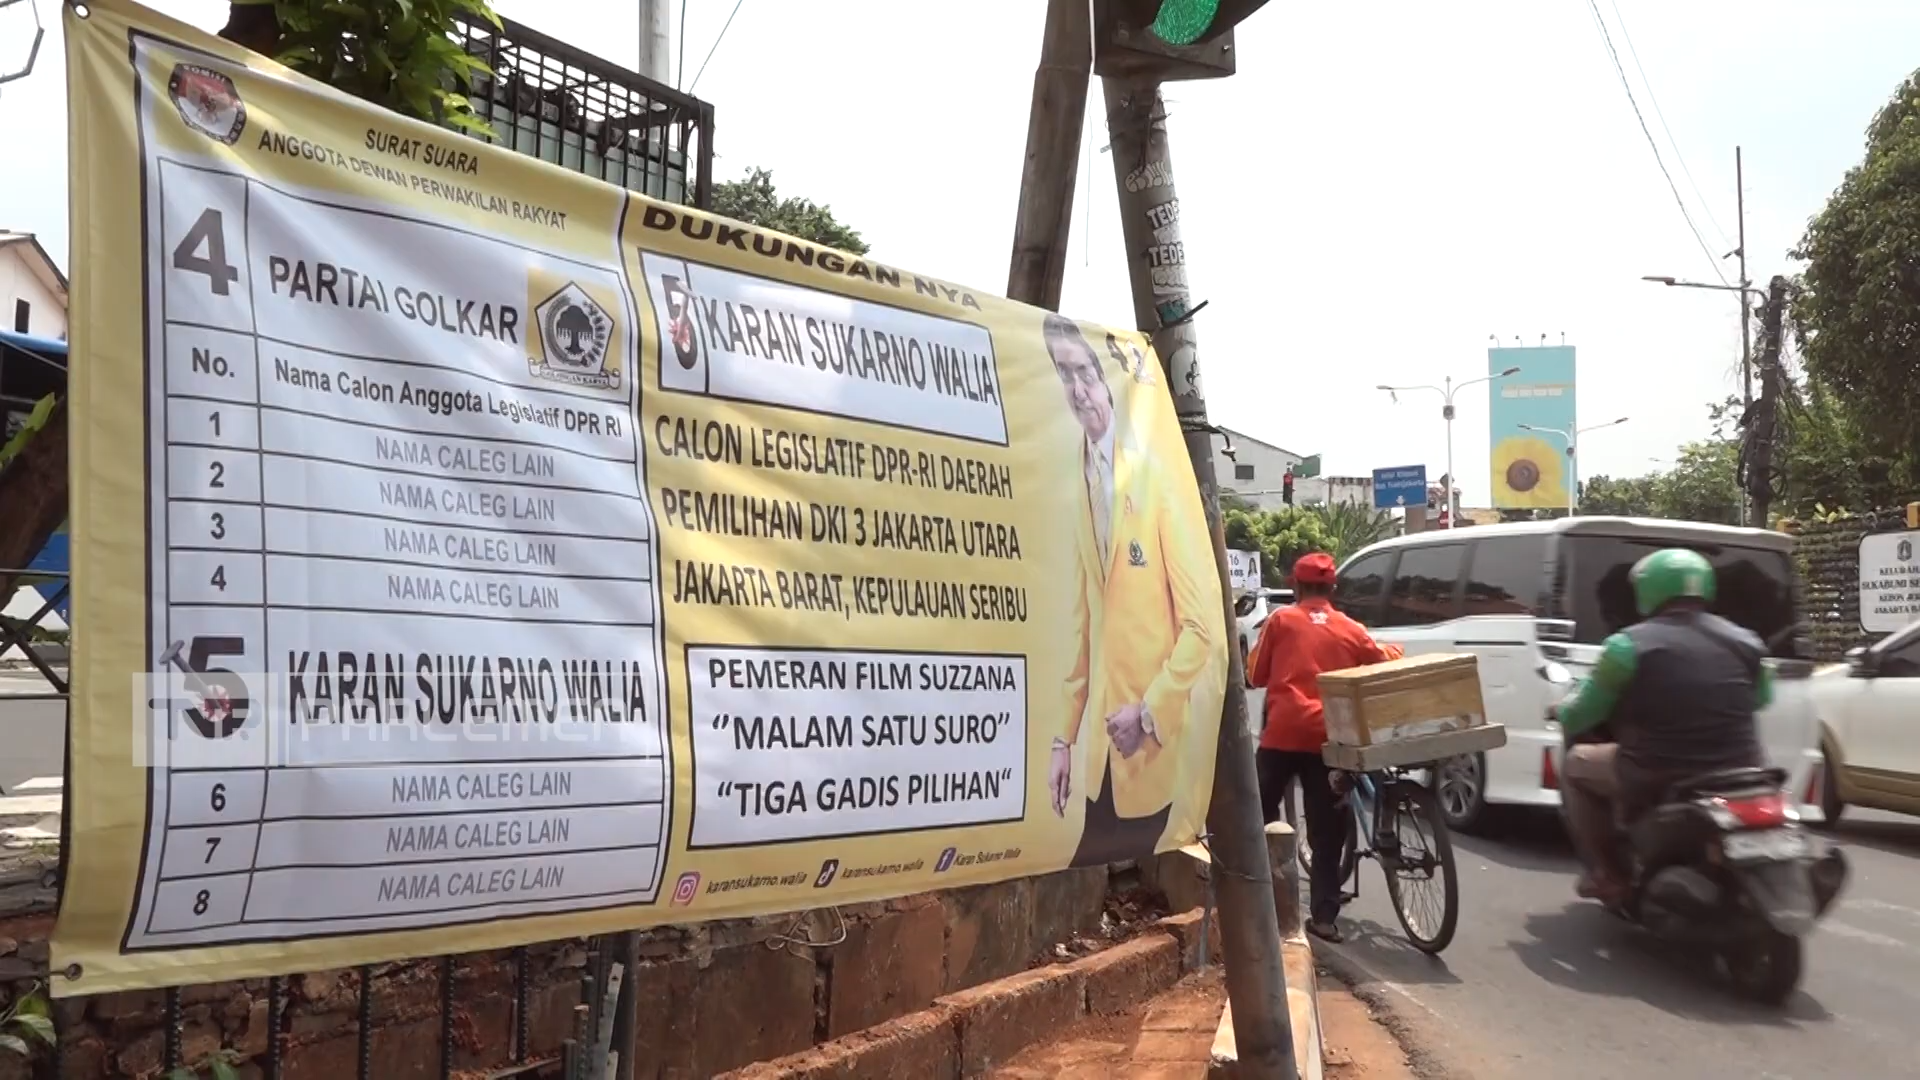 SURAT SUARA
ANGGOTA DEWAN PERWAKILAN RAKYAT
4
PARTAI GOLKAR
No.
Nama Calon Anggota Legislatif DPR RI
1
NAMA CALEG LAIN
2
NAMA CALEG LAIN
3
NAMA CALEG LAIN
4
NAMA CALEG LAIN
5
KARAN SUKARNO WALIA
6
NAMA CALEG LAIN
7
NAMA CALEG LAIN
8
NAMA CALEG LAIN
DUKUNGAN NYA
5
KARAN SUKARNO WALIA
CALON LEGISLATIF DPR-RI DAERAH
PEMILIHAN DKI 3 JAKARTA UTARA
JAKARTA BARAT, KEPULAUAN SERIBU
PEMERAN FILM SUZZANA
‘’MALAM SATU SURO’’
“TIGA GADIS PILIHAN“
karansukarno.walia
karansukarno.walia
Karan Sukarno Walia
TVR PARLEMEN
TEDE
TEDE